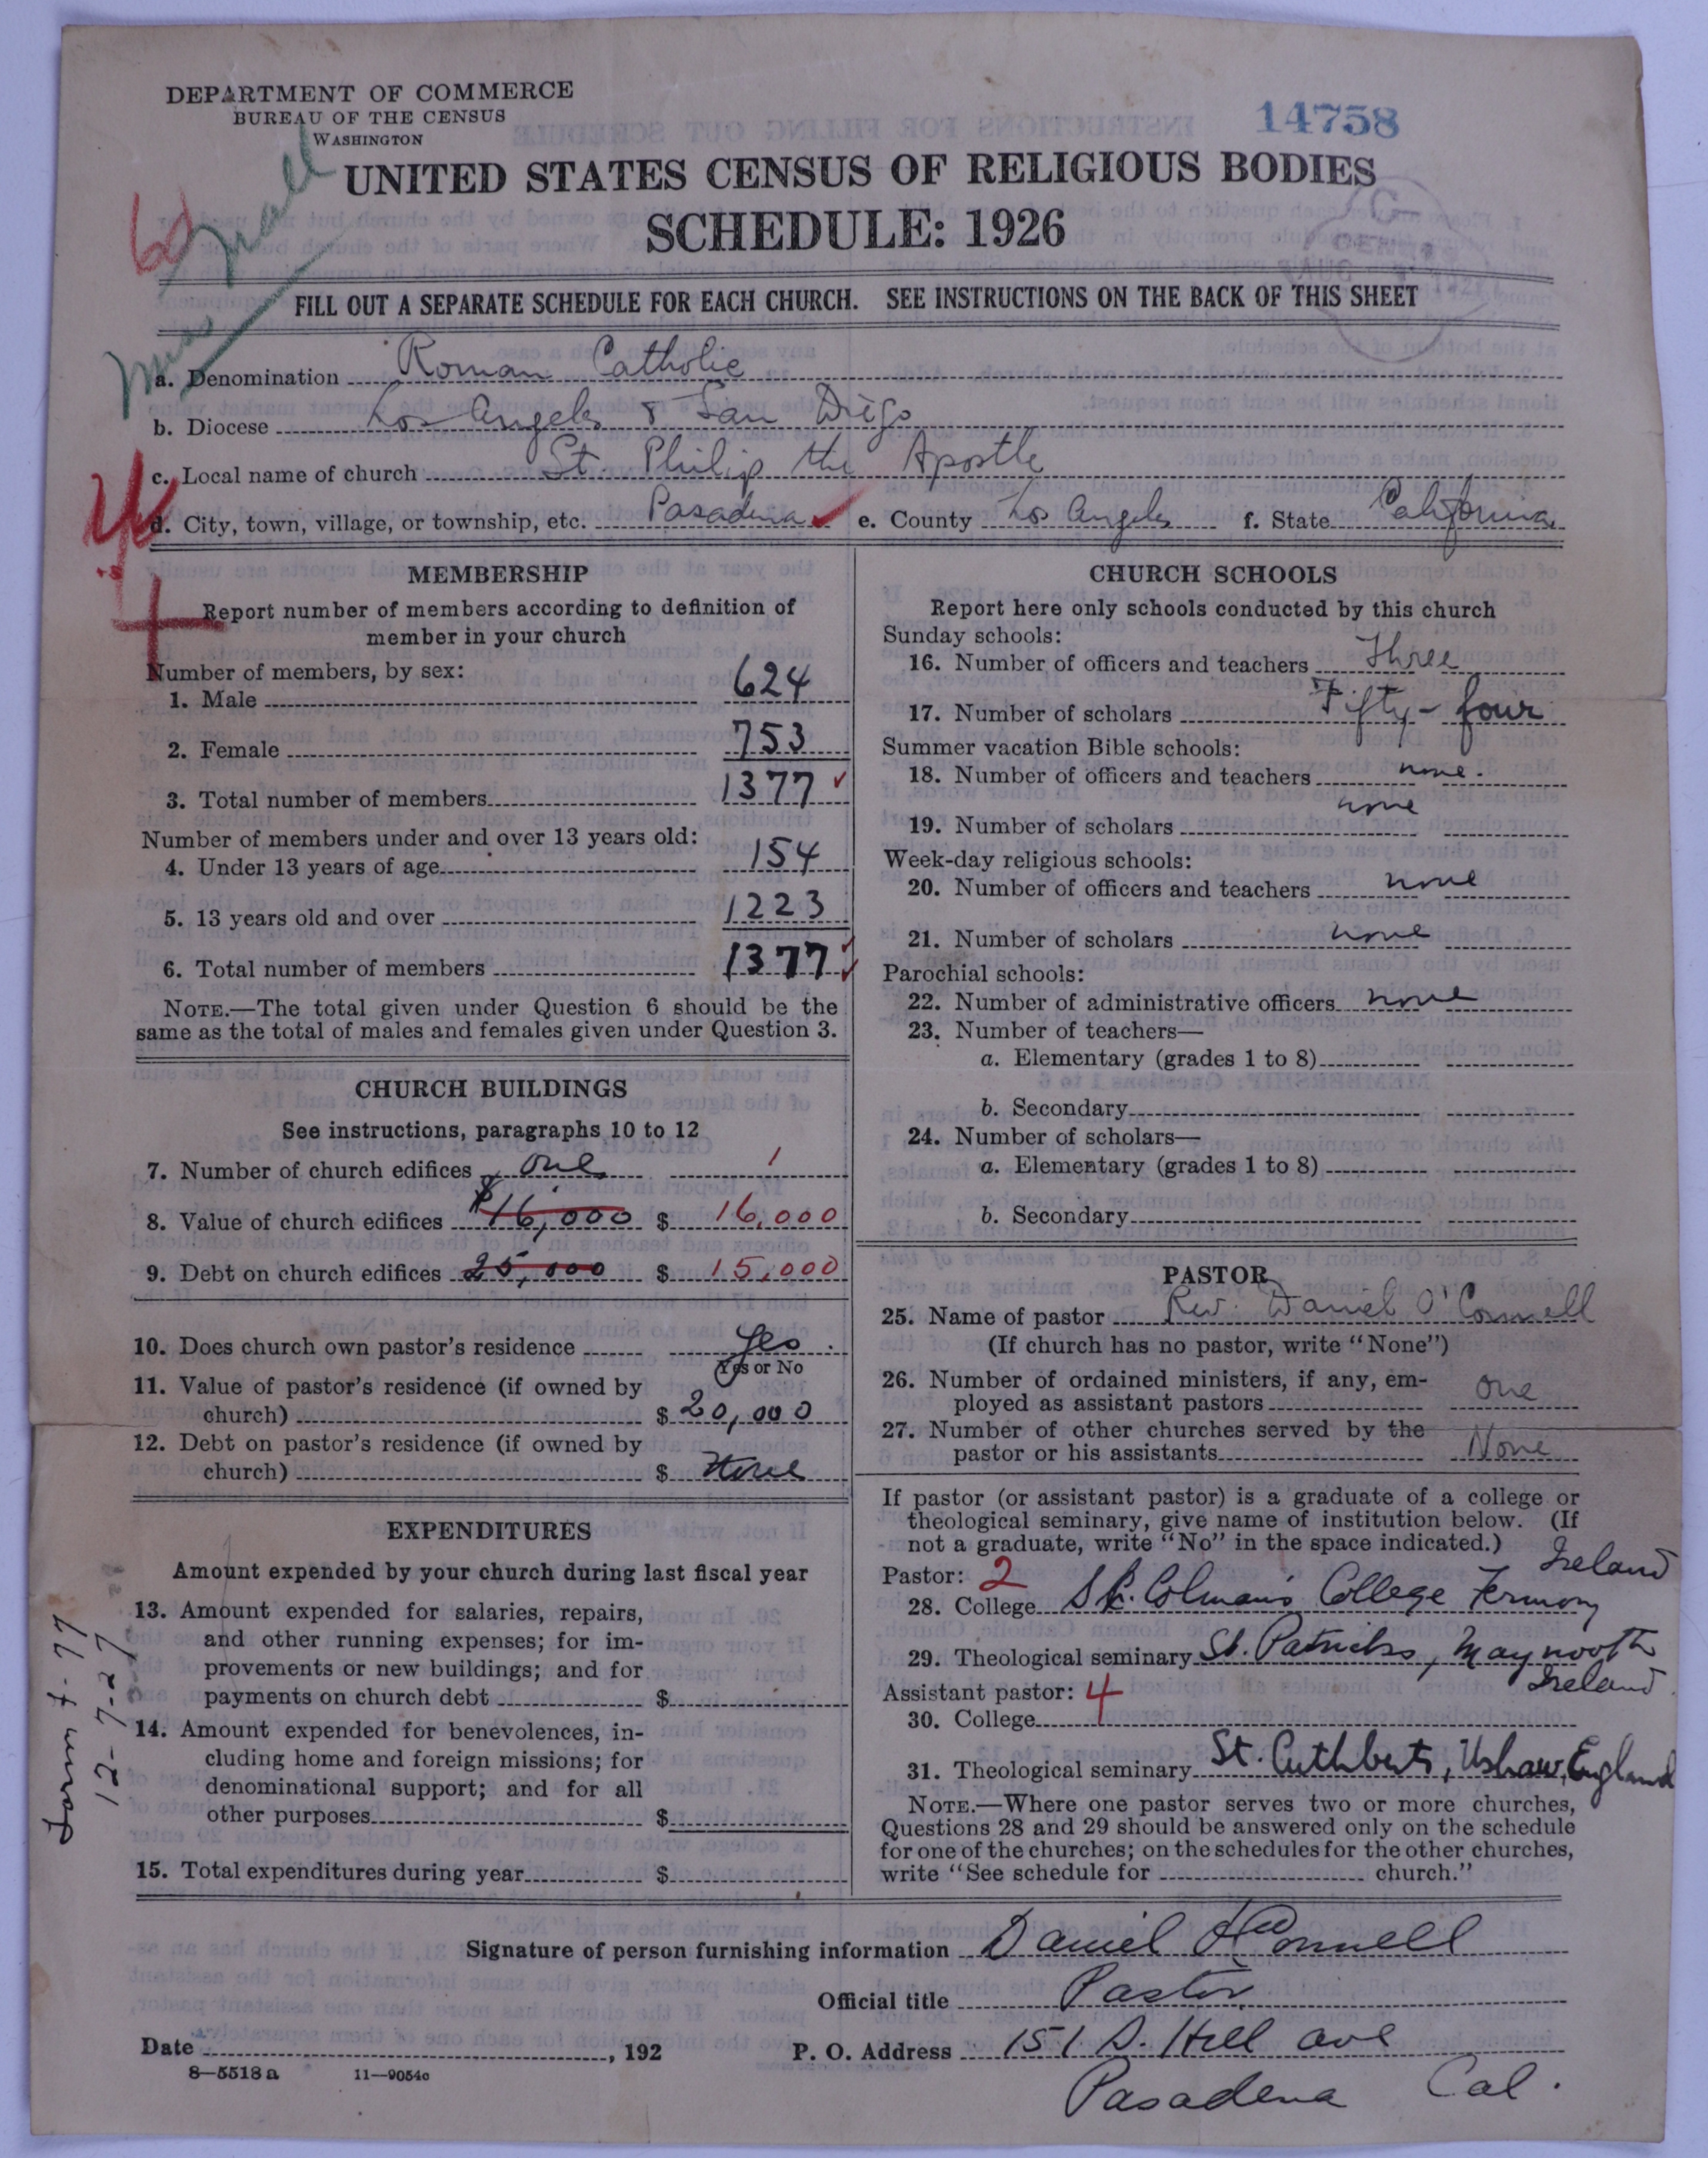 DEPARTMENT OF COMMERCE
BUREAU OF THE CENSUS
WASHINGTON
14758
UNITED STATES CENSUS OF RELIGIOUS BODIES
SCHEDULE: 1926
FILL OUT A SEPARATE SCHEDULE FOR EACH CHURCH. SEE INSTRUCTIONS ON THE BACK OF THIS SHEET
a. Denomination Roman Catholic
b. Diocese Los Angeles & San Diego
c. Local name of church St. Philip the Apostle
d. City, town, village, or township, etc. Pasadena e. County Los Angeles f. State California
MEMBERSHIP
Report number of members according to definition of
member in your church
Number of members, by sex:
1. Male 624
2. Female 753
3. Total number of members 1377
Number of members under and over 13 years old:
4. Under 13 years of age 154
5. 13 years old and over 1223
6. Total number of members 1377
NOTE.—The total given under Question 6 should be the
same as the total of males and females given under Question 3.
CHURCH BUILDINGS
See instructions, paragraphs 10 to 12
7. Number of church edifices one 1
8. Value of church edifices $16,000 $ 16,000
9. Debt on church edifices 25,000 $ 15,000
10. Does church own pastor's residence Yes
Yes or No
11. Value of pastor's residence (if owned by
church) $ 20,000
12. Debt on pastor's residence (if owned by
church) $
EXPENDITURES
Amount expended by your church during last fiscal year
13. Amount expended for salaries, repairs,
and other running expenses; for im-
provements or new buildings; and for
payments on church debt $
14. Amount expended for benevolences, in-
cluding home and foreign missions; for
denominational support; and for all
other purposes $
15. Total expenditures during year $
12-7-27
CHURCH SCHOOLS
Report here only schools conducted by this church
Sunday schools:
16. Number of officers and teachers Three
17. Number of scholars Fifty-four
Summer vacation Bible schools:
18. Number of officers and teachers none.
19. Number of scholars none
Week-day religious schools:
20. Number of officers and teachers none
21. Number of scholars none
Parochial schools:
22. Number of administrative officers none
23. Number of teachers—
a. Elementary (grades 1 to 8)
b. Secondary
24. Number of scholars—
a. Elementary (grades 1 to 8)
b. Secondary
PASTOR
25. Name of pastor Rev. Daniel O'Connell
(If church has no pastor, write "None")
26. Number of ordained ministers, if any, em-
ployed as assistant pastors one
27. Number of other churches served by the
pastor or his assistants None
If pastor (or assistant pastor) is a graduate of a college or
theological seminary, give name of institution below. (If
not a graduate, write "No" in the space indicated.)
Pastor: 2 Ireland
28. College St. Colman's College Fermoy
29. Theological seminary St. Patricks, Maynooth
Ireland
Assistant pastor: 4
30. College
31. Theological seminary St. Cuthberts, Ushaw, England
NOTE.—Where one pastor serves two or more churches,
Questions 28 and 29 should be answered only on the schedule
for one of the churches; on the schedules for the other churches,
write "See schedule for church."
Signature of person furnishing information Daniel O'Connell
Official title Pastor
Date , 192 P. O. Address 151 S. Hill ave
8—5518a 11—9054c
Pasadena Cal.